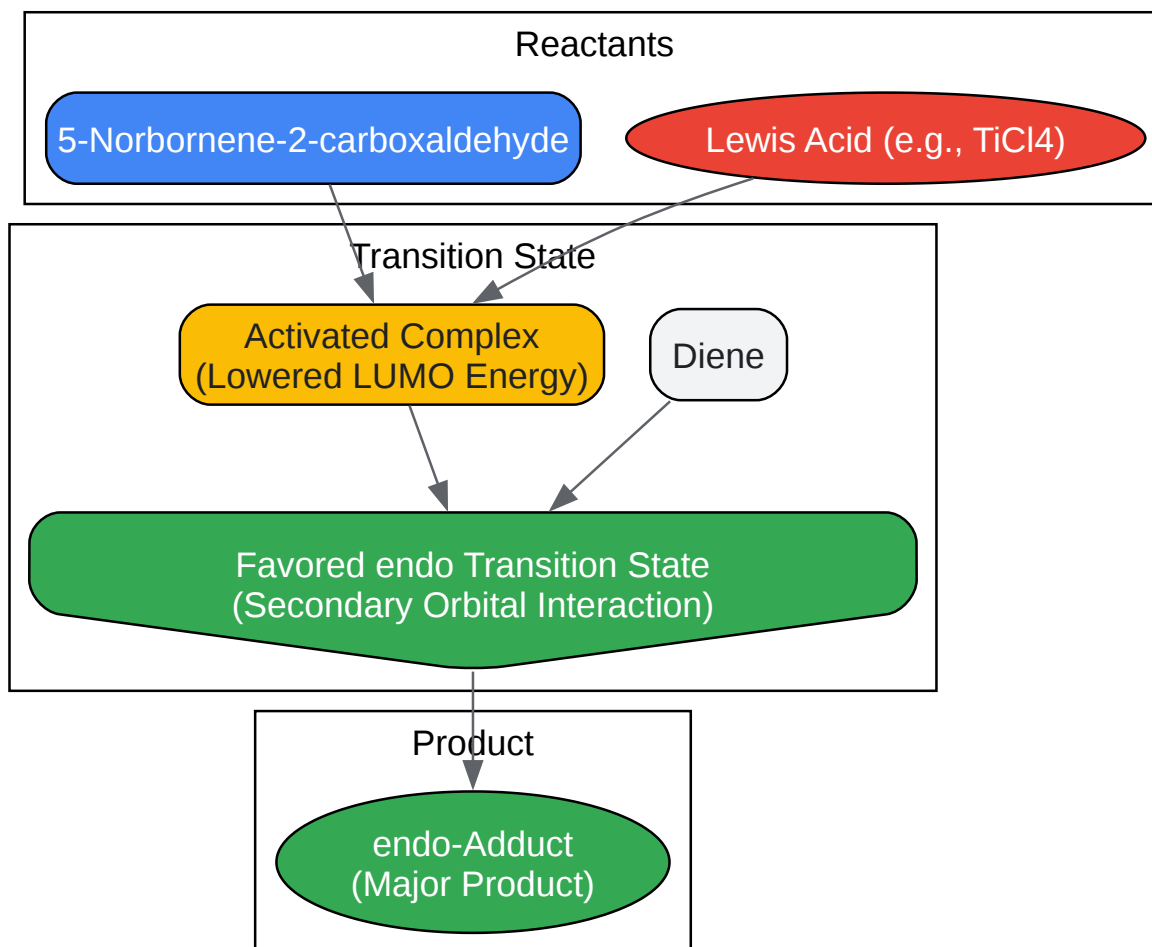 Reactants
5-Norbornene-2-carboxaldehyde
Lewis Acid (e.g., TiCl4)
Transition State
Activated Complex
(Lowered LUMO Energy)
Diene
Favored endo Transition State
(Secondary Orbital Interaction)
Product
endo-Adduct
(Major Product)